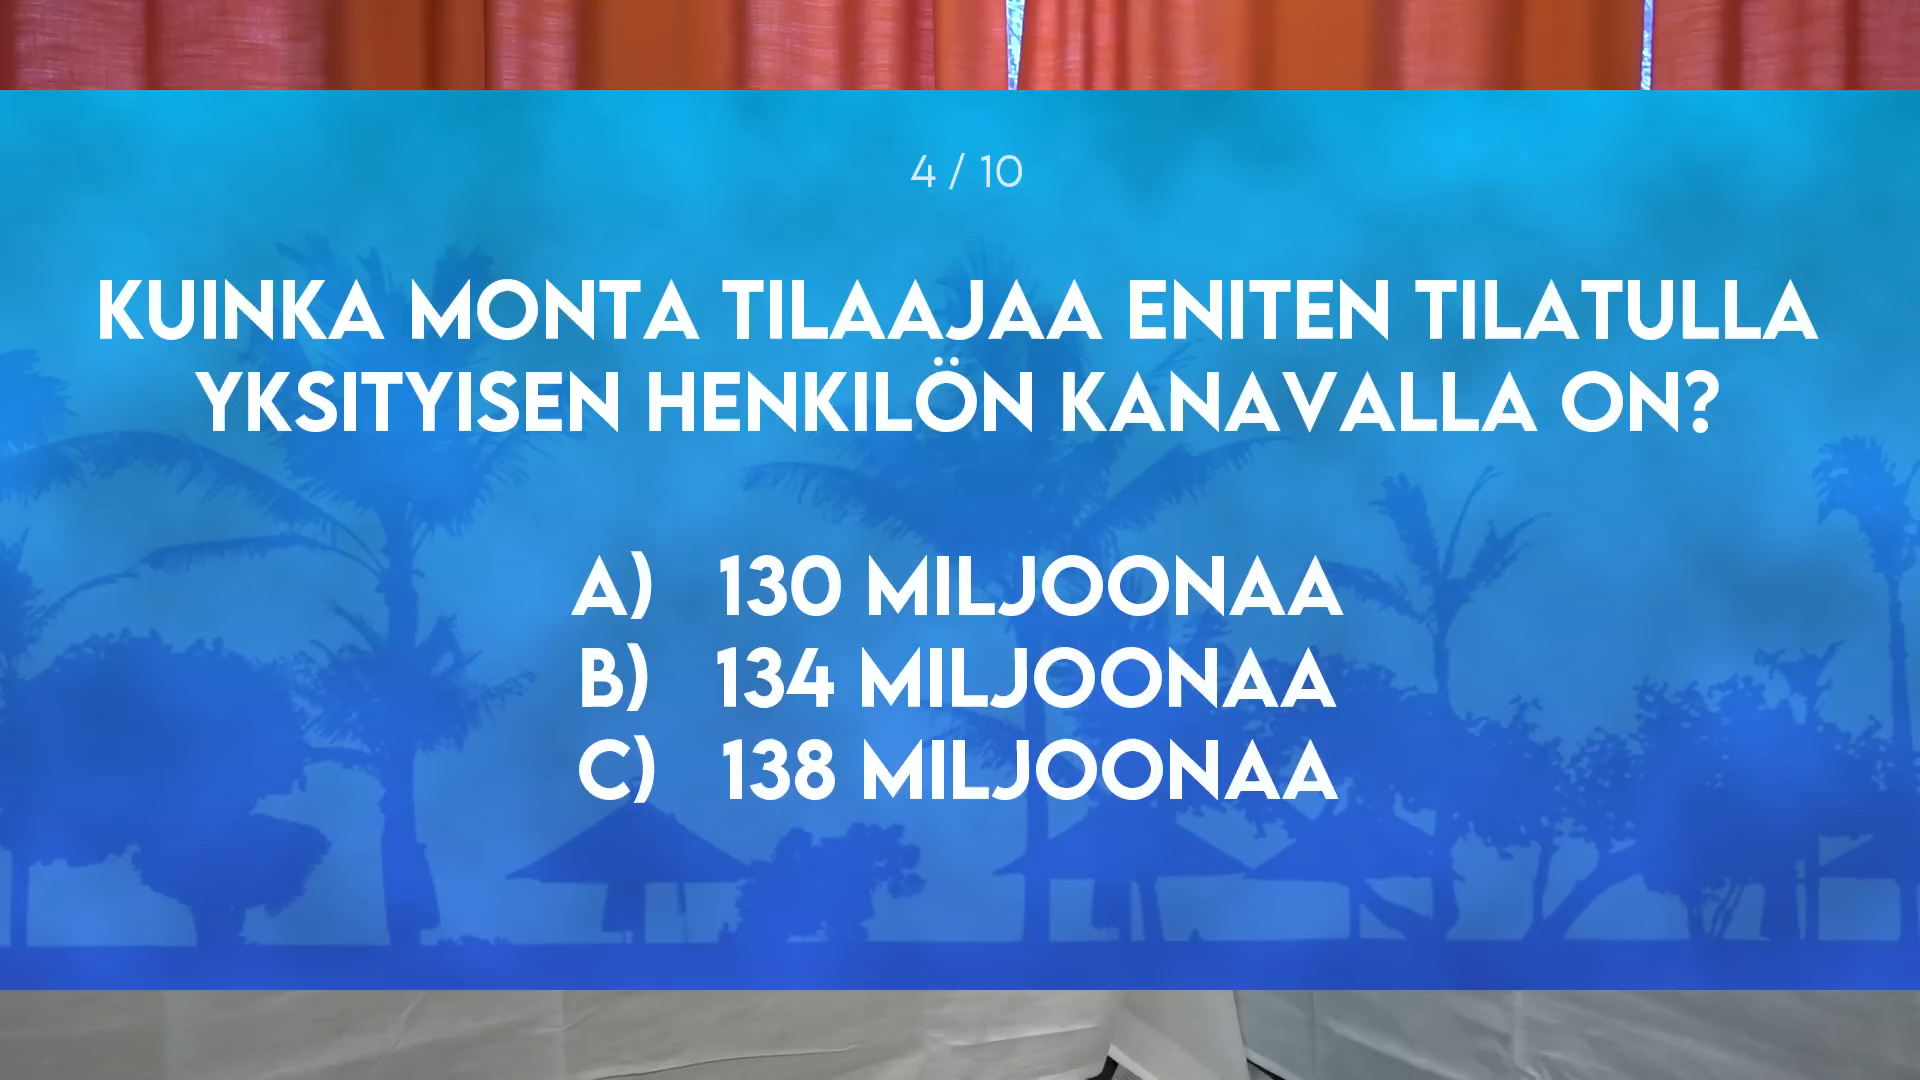 4 / 10
KUINKA MONTA TILAAJAA ENITEN TILATULLA
YKSITYISEN HENKILÖN KANAVALLA ON?
A) 130 MILJOONAA
B) 134 MILJOONAA
C) 138 MILJOONAA